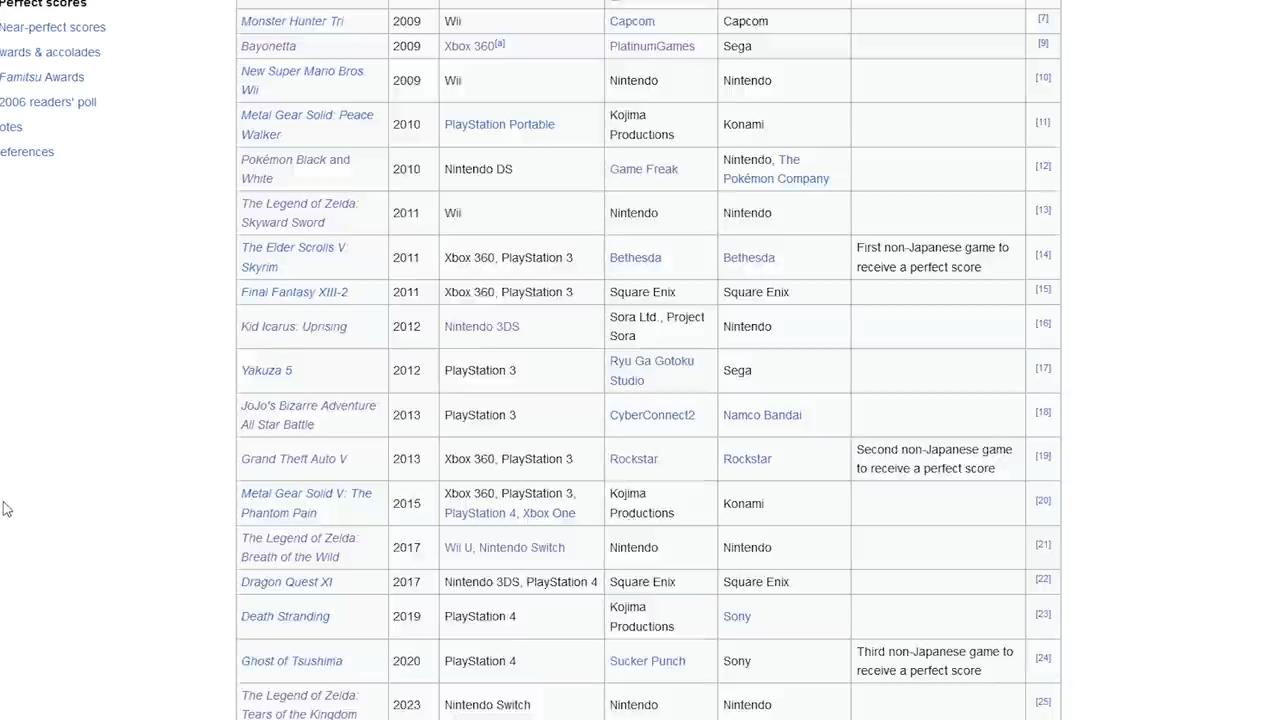 Perfect scores
Near-perfect scores
wards & accolades
Famitsu Awards
2006 readers' poll
otes
eferences
Monster Hunter Tri 2009 Wii Capcom Capcom [7]
Bayonetta 2009 Xbox 360[a] PlatinumGames Sega [9]
New Super Mario Bros.
Wii 2009 Wii Nintendo Nintendo [10]
Metal Gear Solid: Peace
Walker 2010 PlayStation Portable Kojima
Productions Konami [11]
Pokémon Black and
White 2010 Nintendo DS Game Freak Nintendo, The
Pokémon Company [12]
The Legend of Zelda:
Skyward Sword 2011 Wii Nintendo Nintendo [13]
The Elder Scrolls V:
Skyrim 2011 Xbox 360, PlayStation 3 Bethesda Bethesda First non-Japanese game to
receive a perfect score [14]
Final Fantasy XIII-2 2011 Xbox 360, PlayStation 3 Square Enix Square Enix [15]
Kid Icarus: Uprising 2012 Nintendo 3DS Sora Ltd., Project
Sora Nintendo [16]
Yakuza 5 2012 PlayStation 3 Ryu Ga Gotoku
Studio Sega [17]
JoJo's Bizarre Adventure:
All Star Battle 2013 PlayStation 3 CyberConnect2 Namco Bandai [18]
Grand Theft Auto V 2013 Xbox 360, PlayStation 3 Rockstar Rockstar Second non-Japanese game
to receive a perfect score [19]
Metal Gear Solid V: The
Phantom Pain 2015 Xbox 360, PlayStation 3,
PlayStation 4, Xbox One Kojima
Productions Konami [20]
The Legend of Zelda:
Breath of the Wild 2017 Wii U, Nintendo Switch Nintendo Nintendo [21]
Dragon Quest XI 2017 Nintendo 3DS, PlayStation 4 Square Enix Square Enix [22]
Death Stranding 2019 PlayStation 4 Kojima
Productions Sony [23]
Ghost of Tsushima 2020 PlayStation 4 Sucker Punch Sony Third non-Japanese game to
receive a perfect score [24]
The Legend of Zelda:
Tears of the Kingdom 2023 Nintendo Switch Nintendo Nintendo [25]